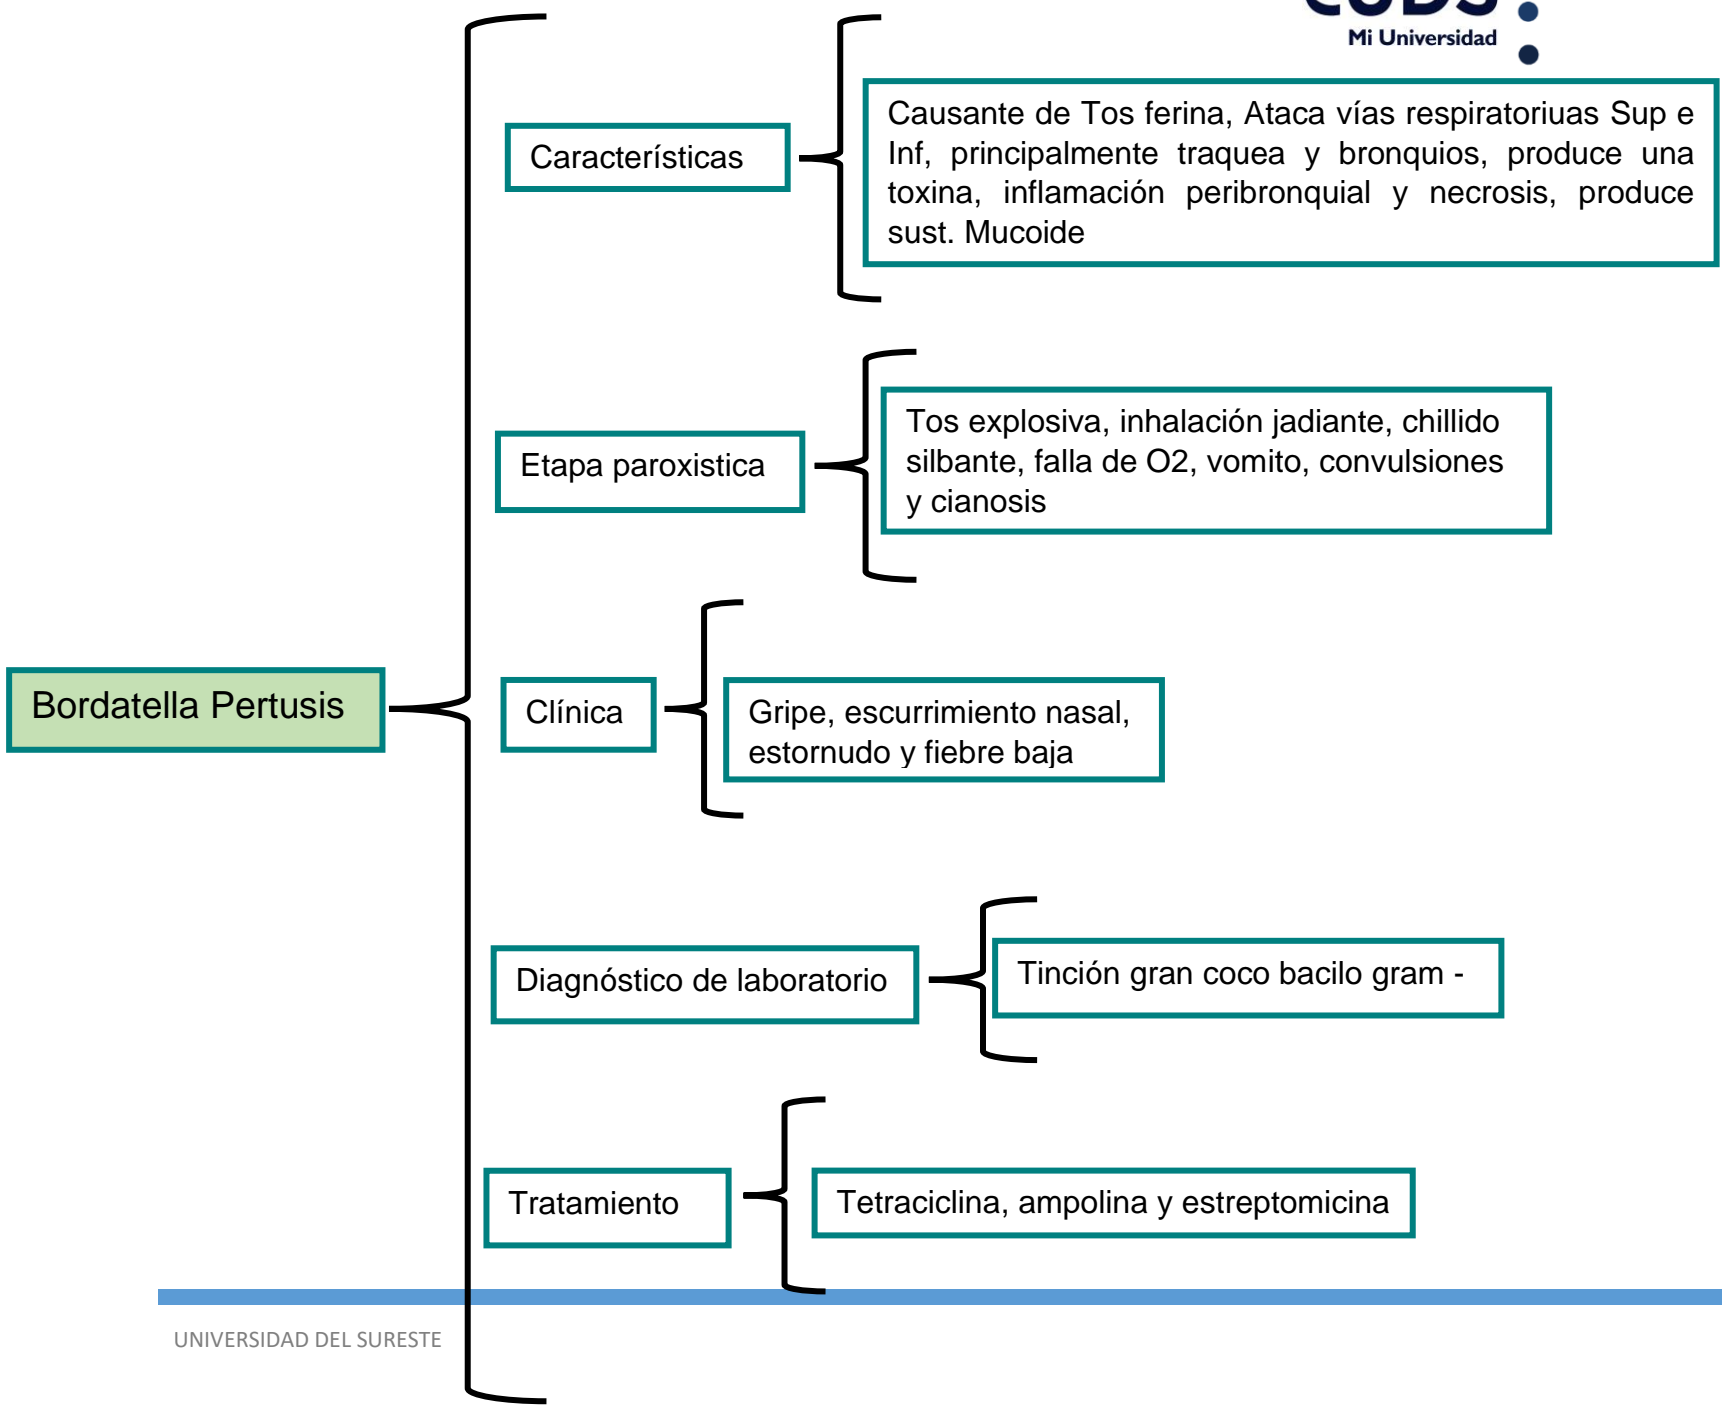 Mi Universidad
Características
Causante de Tos ferina, Ataca vías respiratoriuas Sup e
Inf, principalmente traquea y bronquios, produce una
toxina, inflamación peribronquial y necrosis, produce
sust. Mucoide
Etapa paroxistica
Tos explosiva, inhalación jadiante, chillido
silbante, falla de O2, vomito, convulsiones
y cianosis
Bordatella Pertusis
Clínica
Gripe, escurrimiento nasal,
estornudo y fiebre baja
Diagnóstico de laboratorio
Tinción gran coco bacilo gram -
Tratamiento
Tetraciclina, ampolina y estreptomicina
UNIVERSIDAD DEL SURESTE